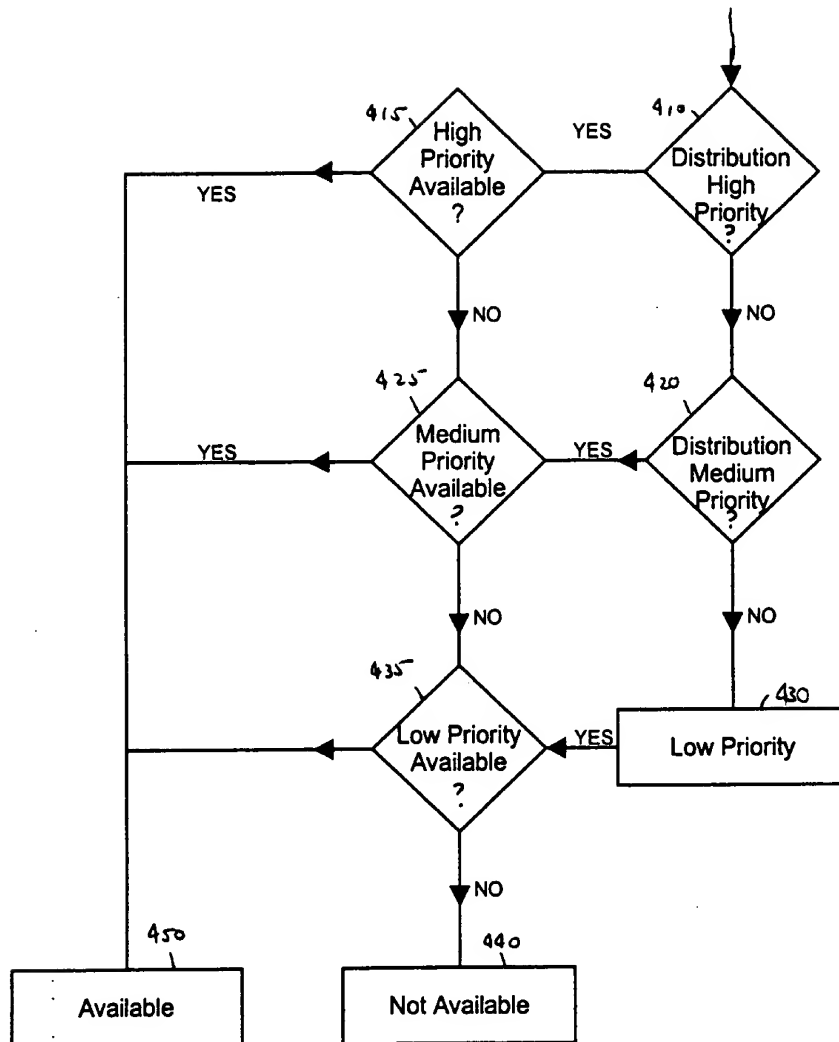 415
High
Priority
Available
?
YES
410
Distribution
High
Priority
?
YES
NO
NO
425
Medium
Priority
Available
?
YES
420
Distribution
Medium
Priority
?
YES
NO
NO
435
Low Priority
Available
?
YES
430
Low Priority
NO
450
Available
440
Not Available